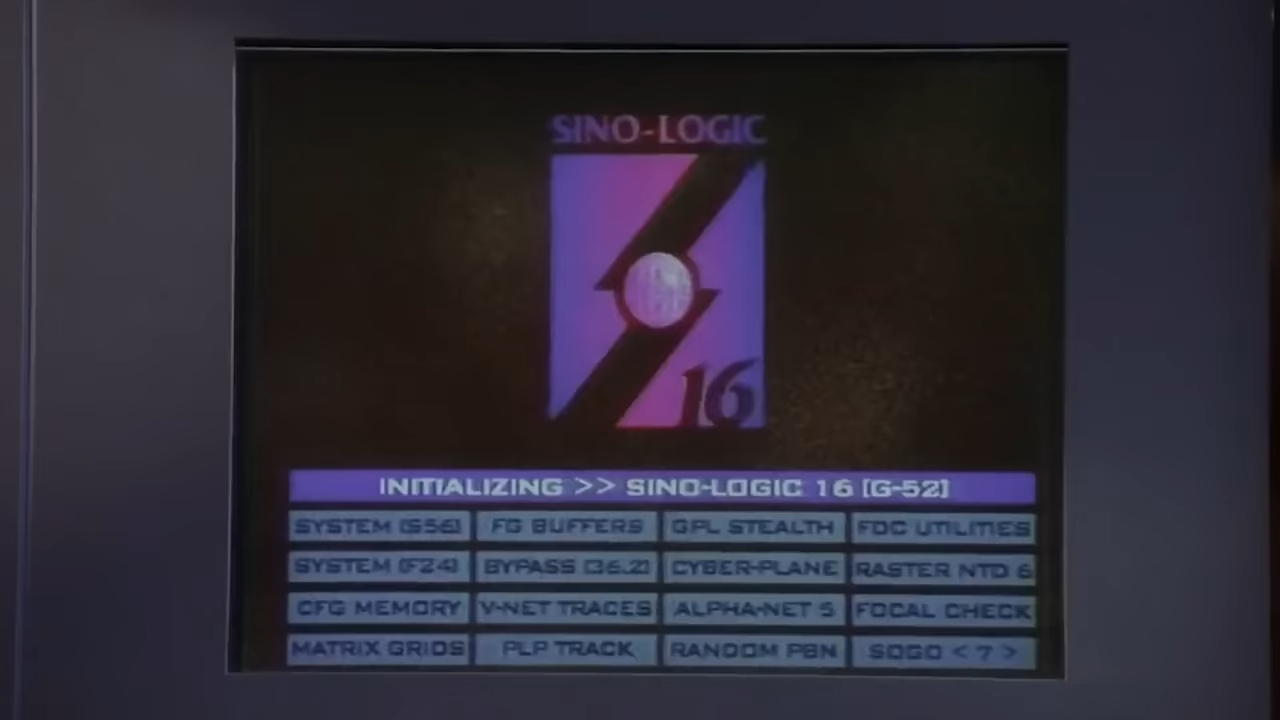 SINO-LOGIC
16
INITIALIZING >> SINO-LOGIC 16 [G-52]
SYSTEM [S56] FG BUFFERS GPL STEALTH FDC UTILITIES
SYSTEM [F24] BYPASS [36.2] CYBER-PLANE RASTER NTD 6
CFG MEMORY V-NET TRACES ALPHA-NET 5 FOCAL CHECK
MATRIX GRIDS PLP TRACK RANDOM PBN SOGO < 7 >